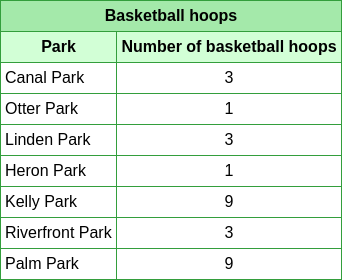 Basketball hoops
Park Number of basketball hoops
Canal Park 3
Otter Park 1
Linden Park 3
Heron Park 1
Kelly Park 9
Riverfront Park 3
Palm Park 9